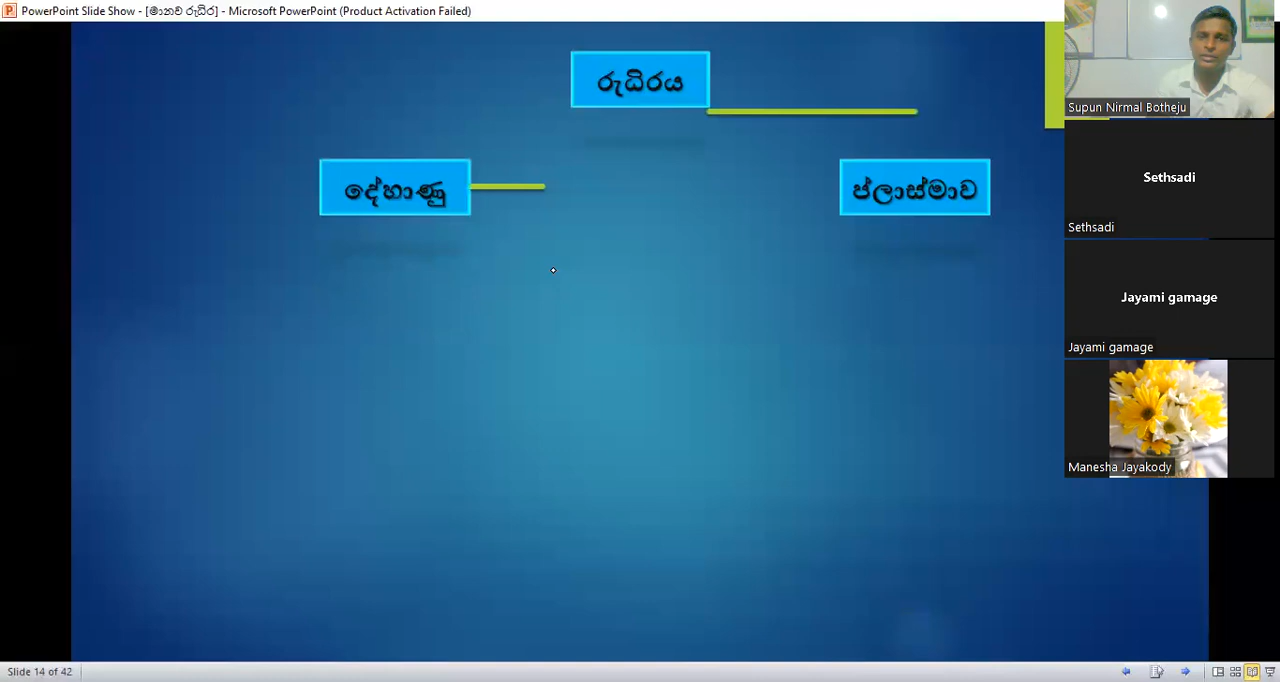 PowerPoint Slide Show - [මානව රුධිර] - Microsoft PowerPoint (Product Activation Failed)
රුධිරය
දේහාණු
ප්ලාස්මාව
Supun Nirmal Botheju
Sethsadi
Sethsadi
Jayami gamage
Jayami gamage
Manesha Jayakody
Slide 14 of 42